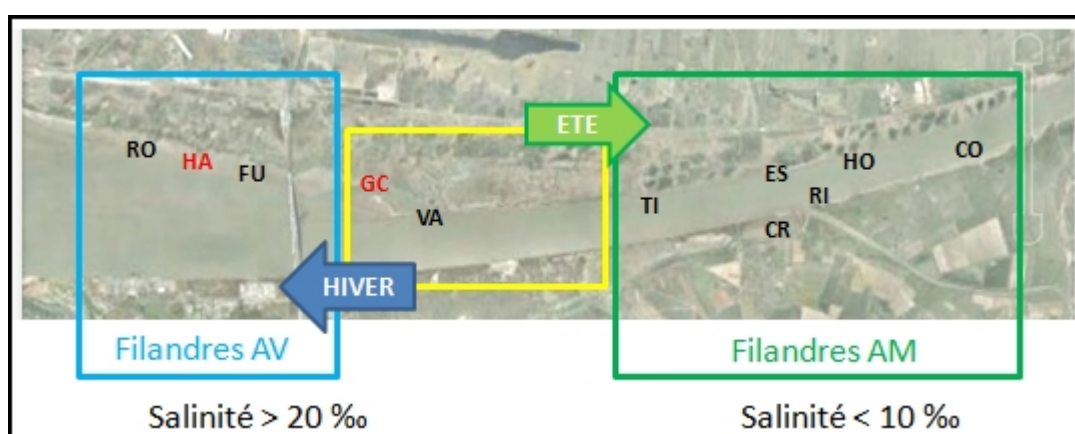 ETE
RO
HA
FU
GC
VA
TI
ES
HO
CO
RI
CR
HIVER
Filandres AV
Filandres AM
Salinité > 20 ‰
Salinité < 10 ‰